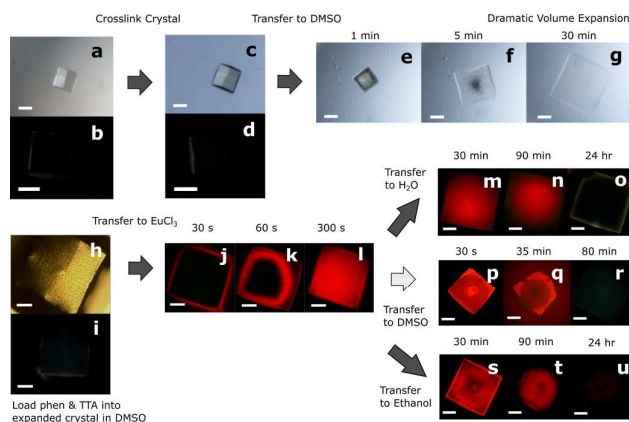 Crosslink Crystal
Transfer to DMSO
Dramatic Volume Expansion
1 min
5 min
30 min
a
c
e
f
g
b
d
Transfer
to H₂O
30 min
90 min
24 hr
m
n
o
Transfer to EuCl₃
30 s
60 s
300 s
h
j
k
l
30 s
35 min
80 min
p
q
r
i
Transfer
to DMSO
30 min
90 min
24 hr
s
t
u
Transfer
to Ethanol
Load phen & TTA into
expanded crystal in DMSO